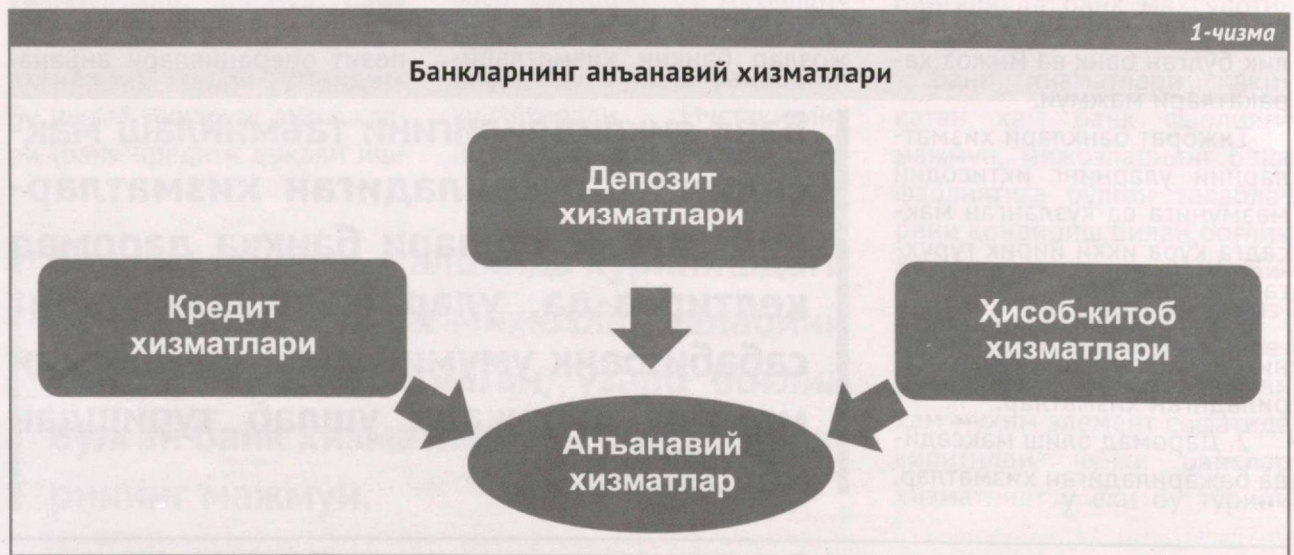 1-чизма
Банкларнинг анъанавий хизматлари
Депозит
хизматлари
Кредит
хизматлари
Ҳисоб-китоб
хизматлари
Анъанавий
хизматлар